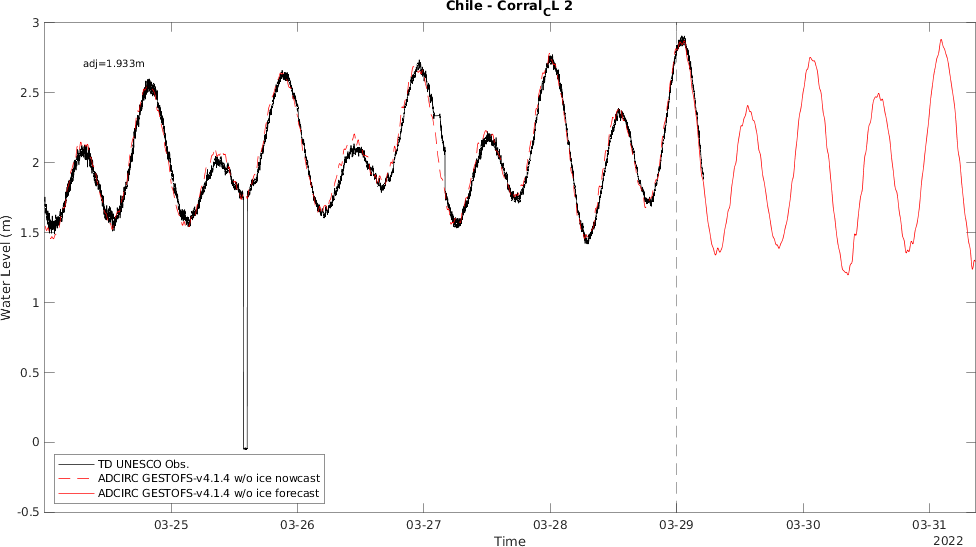 Chile - Corral_CL 2
adj=1.933m
3
2.5
2
1.5
1
0.5
0
-0.5
Water Level (m)
TD UNESCO Obs.
ADCIRC GESTOFS-v4.1.4 w/o ice nowcast
ADCIRC GESTOFS-v4.1.4 w/o ice forecast
03-25 03-26 03-27 03-28 03-29 03-30 03-31
Time
2022